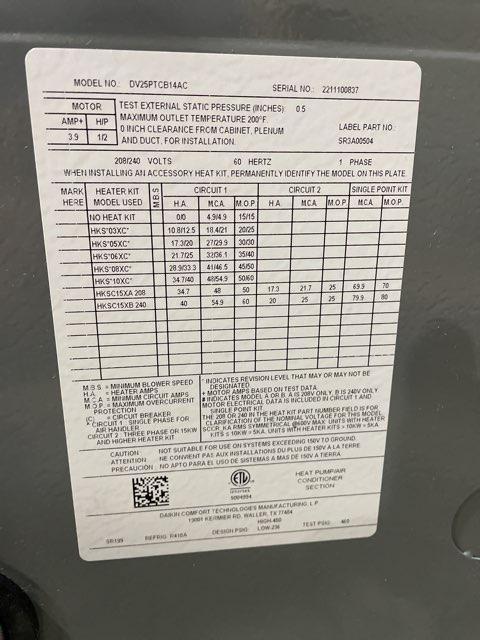 MODEL NO.: DV25PTCB14AC SERIAL NO.: 2211100837
MOTOR
AMP+ H/P
3.9 1/2
TEST EXTERNAL STATIC PRESSURE (INCHES): 0.5
MAXIMUM OUTLET TEMPERATURE 200°F.
0 INCH CLEARANCE FROM CABINET, PLENUM
AND DUCT, FOR INSTALLATION.
LABEL PART NO.:
SR3A00504
208/240 VOLTS 60 HERTZ 1 PHASE
WHEN INSTALLING AN ACCESSORY HEAT KIT, PERMANENTLY IDENTIFY THE MODEL ON THIS PLATE.
MARK HERE HEATER KIT MODEL USED M.B.S. CIRCUIT 1 CIRCUIT 2 SINGLE POINT KIT
H.A. M.C.A. M.O.P. H.A. M.C.A. M.O.P. M.C.A. M.O.P.
NO HEAT KIT 0/0 4.9/4.9 15/15
HKS*03XC* 10.8/12.5 18.4/21 20/25
HKS*05XC* 17.3/20 27/29.9 30/30
HKS*06XC* 21.7/25 32/36.1 35/40
HKS*08XC* 28.9/33.3 41/46.5 45/50
HKS*10XC* 34.7/40 48/54.9 50/60
HKSC15XA 208 34.7 48 50 17.3 21.7 25 69.9 70
HKSC15XB 240 40 54.9 60 20 25 25 79.9 80
M.B.S. = MINIMUM BLOWER SPEED
H.A. = HEATER AMPS
M.C.A. = MINIMUM CIRCUIT AMPS
M.O.P. = MAXIMUM OVERCURRENT
PROTECTION
(C) = CIRCUIT BREAKER
CIRCUIT 1 : SINGLE PHASE FOR
AIR HANDLER
CIRCUIT 2 : THREE PHASE OR 15KW
AND HIGHER HEATER KIT
* INDICATES REVISION LEVEL THAT MAY OR MAY NOT BE
DESIGNATED.
+ MOTOR AMPS BASED ON TEST DATA.
# INDICATES MODEL A OR B. A IS 208V ONLY, B IS 240V ONLY.
MOTOR ELECTRICAL DATA IS INCLUDED IN CIRCUIT 1 AND
SINGLE POINT KIT
THE 208 OR 240 IN THE HEAT KIT PART NUMBER FIELD IS FOR
CLARIFICATION OF THE NOMINAL VOLTAGE FOR THIS MODEL.
SCCR: KA RMS SYMMETRICAL @600V MAX: UNITS WITH HEATER
KITS ≤ 10KW = 5KA. UNITS WITH HEATER KITS > 10KW = 5KA.
CAUTION : NOT SUITABLE FOR USE ON SYSTEMS EXCEEDING 150V TO GROUND.
ATTENTION : NE CONVIENT PAS AUX INSTALLATIONS DU PLUS DE 150V A LA TERRE
PRECAUCIÓN : NO APTO PARA EL USO DE SISTEMAS A MAS DE 150V A TIERRA
ETL
Intertek
HEAT PUMP/AIR
CONDITIONER
SECTION
DAIKIN COMFORT TECHNOLOGIES MANUFACTURING, L.P.
19001 KERMIER RD, WALLER, TX 77484
SR199 REFRIG: R410A DESIGN PSIG: HIGH-450 LOW-236 TEST PSIG: 460